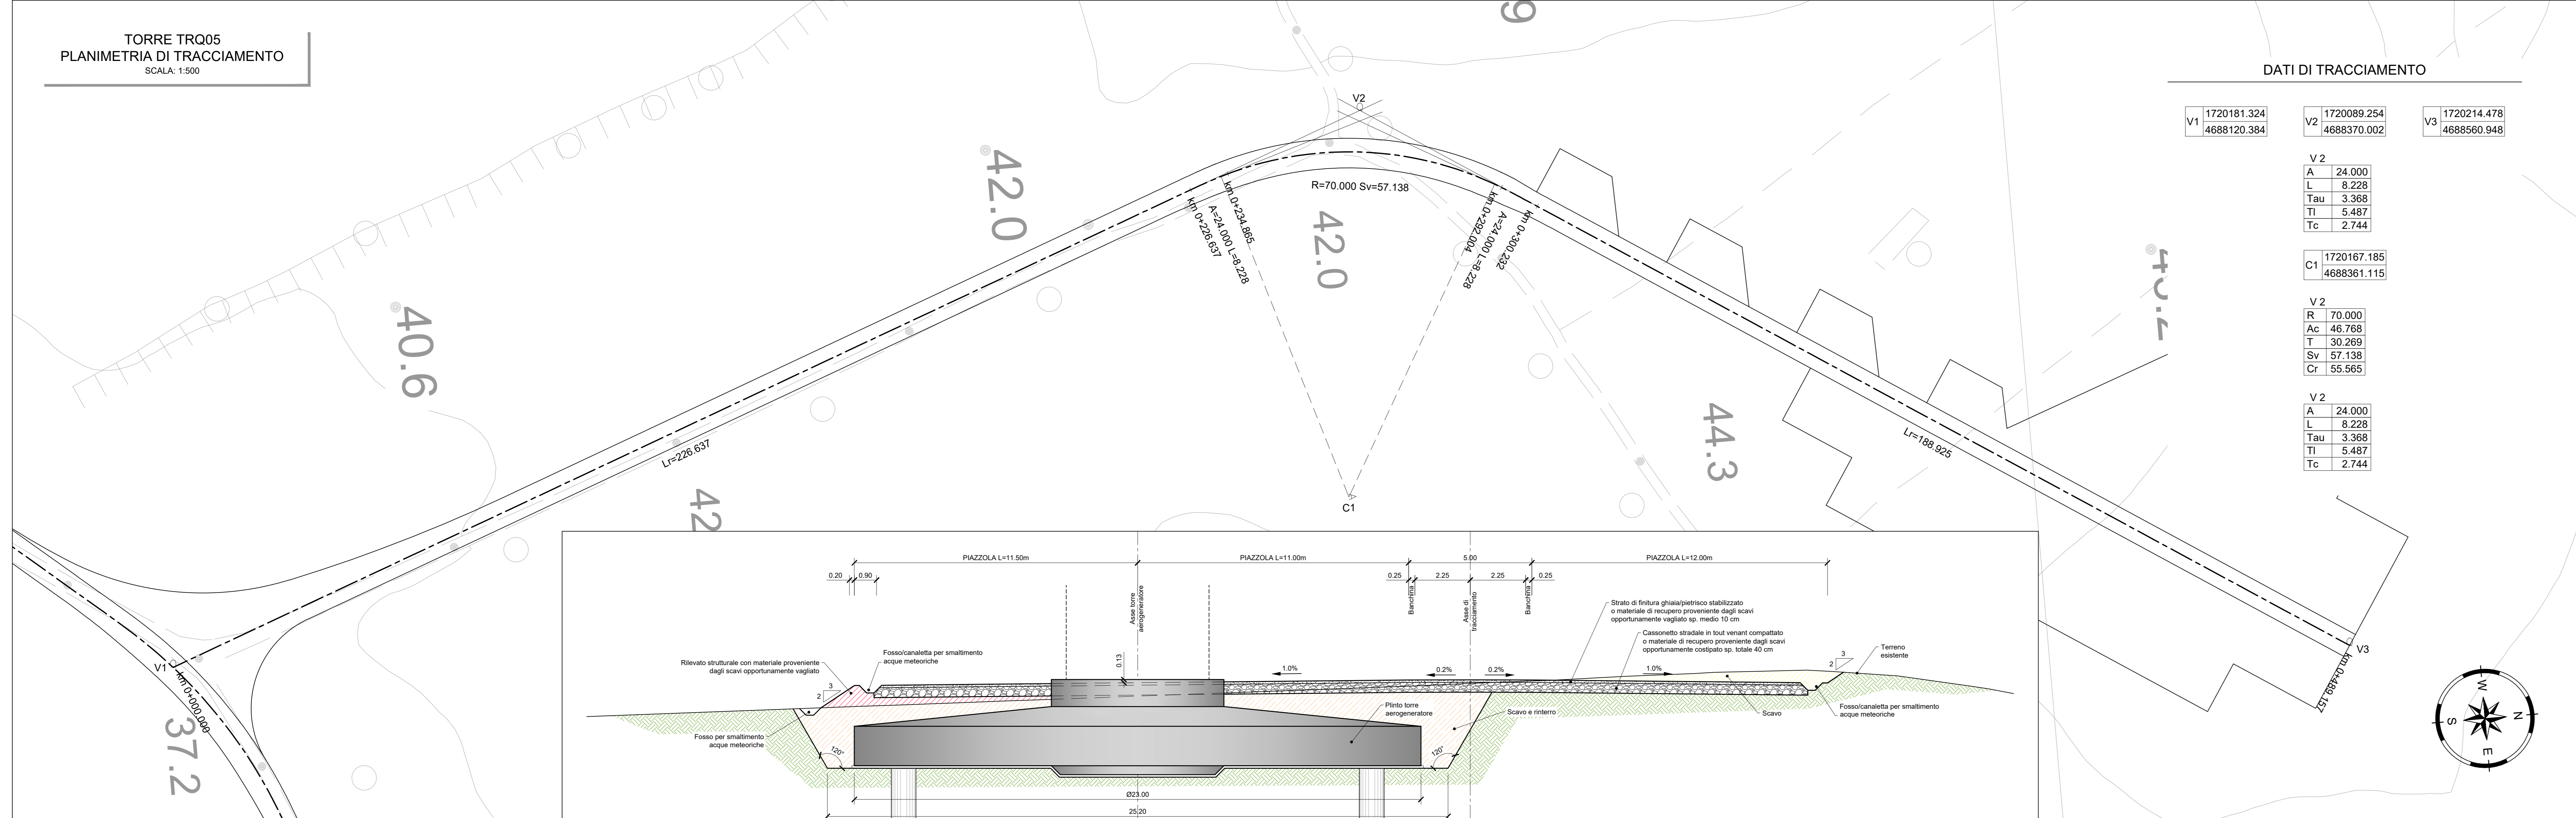 TORRE TRQ05
PLANIMETRIA DI TRACCIAMENTO
SCALA: 1:500
V2
42.0
R=70.000 Sv=57.138
km 0+234.865
A=24.000 L=8.228
km 0+226.637
42.0
km 0+292.004
A=24.000 L=8.228
km 0+300.232
40.6
Lr=226.637
42
C1
44.3
Lr=188.925
V1
km 0+000.000
37.2
V3
km 0+489.157
W
N
S
E
DATI DI TRACCIAMENTO
V1 1720181.324
4688120.384
V2 1720089.254
4688370.002
V3 1720214.478
4688560.948
V 2
A 24.000
L 8.228
Tau 3.368
Tl 5.487
Tc 2.744
C1 1720167.185
4688361.115
V 2
R 70.000
Ac 46.768
T 30.269
Sv 57.138
Cr 55.565
V 2
A 24.000
L 8.228
Tau 3.368
Tl 5.487
Tc 2.744
PIAZZOLA L=11.50m
PIAZZOLA L=11.00m
5.00
PIAZZOLA L=12.00m
0.20
0.90
0.25
2.25
2.25
0.25
Asse torre
aerogeneratore
Banchina
Asse di
tracciamento
Banchina
Strato di finitura ghiaia/pietrisco stabilizzato
o materiale di recupero proveniente dagli scavi
opportunamente vagliato sp. medio 10 cm
Cassonetto stradale in tout venant compattato
o materiale di recupero proveniente dagli scavi
opportunamente costipato sp. totale 40 cm
Terreno
esistente
Fosso/canaletta per smaltimento
acque meteoriche
Rilevato strutturale con materiale proveniente
dagli scavi opportunamente vagliato
0.13
1.0%
0.2%
0.2%
1.0%
3
2
3
2
Plinto torre
aerogeneratore
Scavo e rinterro
Scavo
Fosso/canaletta per smaltimento
acque meteoriche
Fosso per smaltimento
acque meteoriche
120°
120°
Ø23.00
25.20